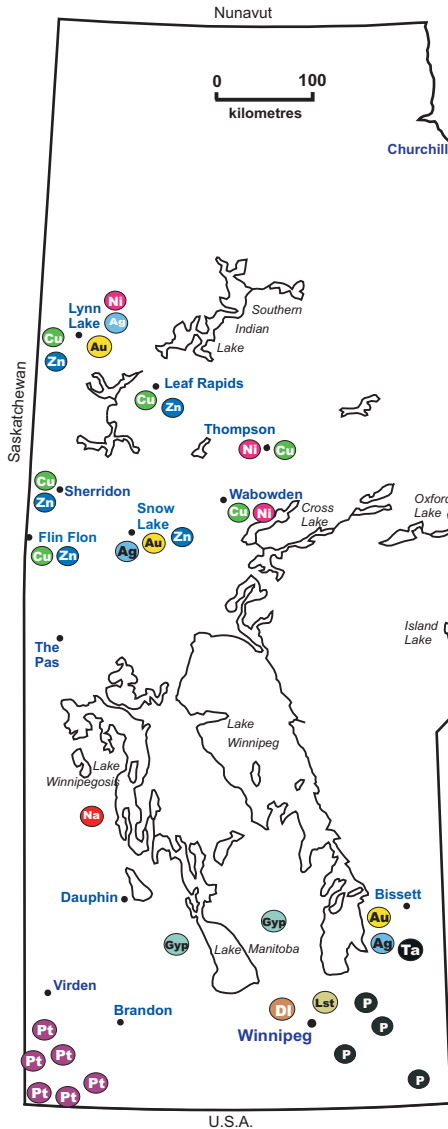 Nunavut
0 100
kilometres
Churchill
Saskatchewan
Lynn
Lake
Ni
Ag
Cu
Au
Zn
Southern
Indian
Lake
Leaf Rapids
Cu
Zn
Thompson
Ni
Cu
Cu
Zn
Sherridon
Wabowden
Cu
Ni
Cross
Lake
Oxford
Lake
Snow
Lake
Ag
Au
Zn
Flin Flon
Cu
Zn
Island
Lake
The
Pas
Lake
Winnipeg
Lake
Winnipegosis
Na
Dauphin
Bissett
Au
Ag
Ta
Gyp
Gyp
Lake Manitoba
Virden
Brandon
Dl
Lst
Winnipeg
P
P
P
P
Pt
Pt
Pt
Pt
Pt
Pt
U.S.A.